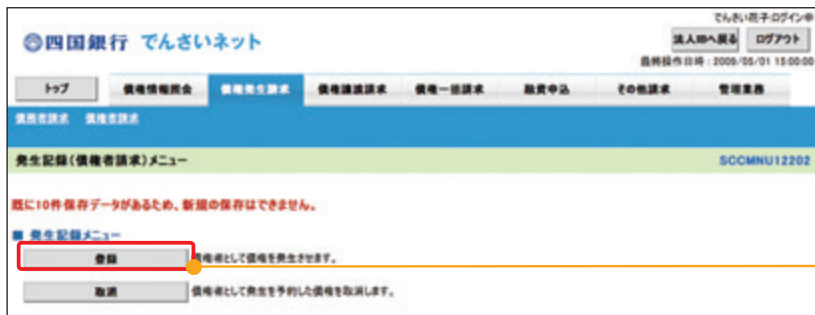 でんさい花子:ログイン中
四国銀行 でんさいネット
法人IBへ戻る ログアウト
最終操作日時:2009/05/01 15:00:00
トップ 債権情報照会 債権発生請求 債権譲渡請求 債権一括請求 融資申込 その他請求 管理業務
債務者請求 債権者請求
発生記録(債権者請求)メニュー SCCMNU12202
既に10件保存データがあるため、新規の保存はできません。
■ 発生記録メニュー
登録 債権者として債権を発生させます。
取消 債権者として発生を予約した債権を取消します。